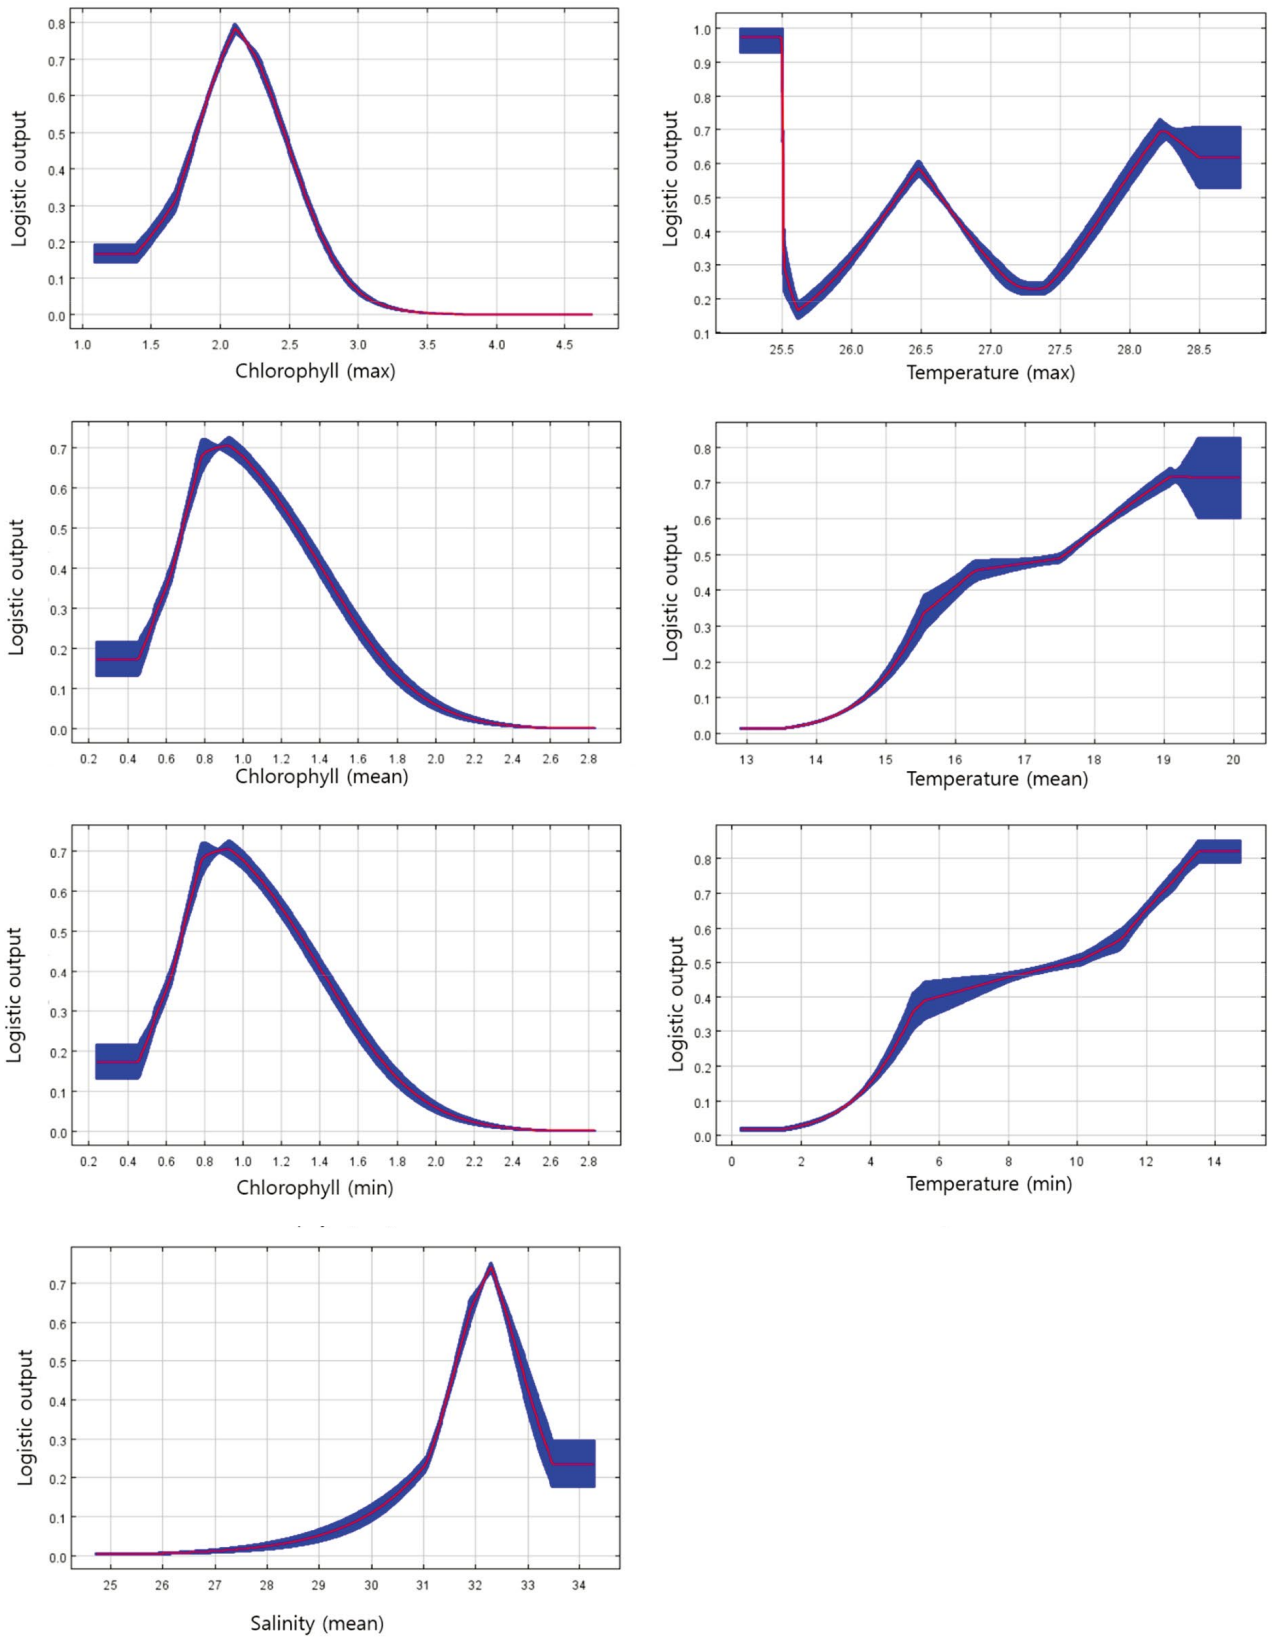 Logistic output
0.8
0.7
0.6
0.5
0.4
0.3
0.2
0.1
0.0
1.0 1.5 2.0 2.5 3.0 3.5 4.0 4.5
Chlorophyll (max)
Logistic output
1.0
0.9
0.8
0.7
0.6
0.5
0.4
0.3
0.2
0.1
25.5 26.0 26.5 27.0 27.5 28.0 28.5
Temperature (max)
Logistic output
0.7
0.6
0.5
0.4
0.3
0.2
0.1
0.0
0.2 0.4 0.6 0.8 1.0 1.2 1.4 1.6 1.8 2.0 2.2 2.4 2.6 2.8
Chlorophyll (mean)
Logistic output
0.8
0.7
0.6
0.5
0.4
0.3
0.2
0.1
0.0
13 14 15 16 17 18 19 20
Temperature (mean)
Logistic output
0.7
0.6
0.5
0.4
0.3
0.2
0.1
0.0
0.2 0.4 0.6 0.8 1.0 1.2 1.4 1.6 1.8 2.0 2.2 2.4 2.6 2.8
Chlorophyll (min)
Logistic output
0.8
0.7
0.6
0.5
0.4
0.3
0.2
0.1
0.0
0 2 4 6 8 10 12 14
Temperature (min)
Logistic output
0.7
0.6
0.5
0.4
0.3
0.2
0.1
0.0
25 26 27 28 29 30 31 32 33 34
Salinity (mean)